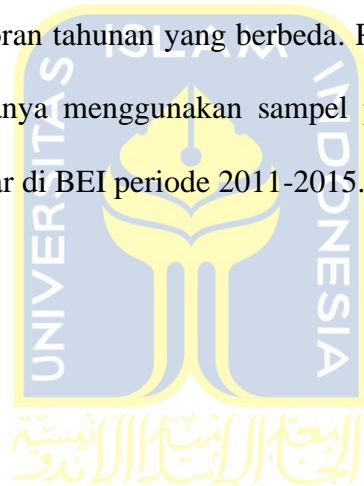 oran tahunan yang berbeda. P
ISLAM
anya menggunakan sampel p
ar di BEI periode 2011-2015.
UNIVERSITAS
INDONESIA